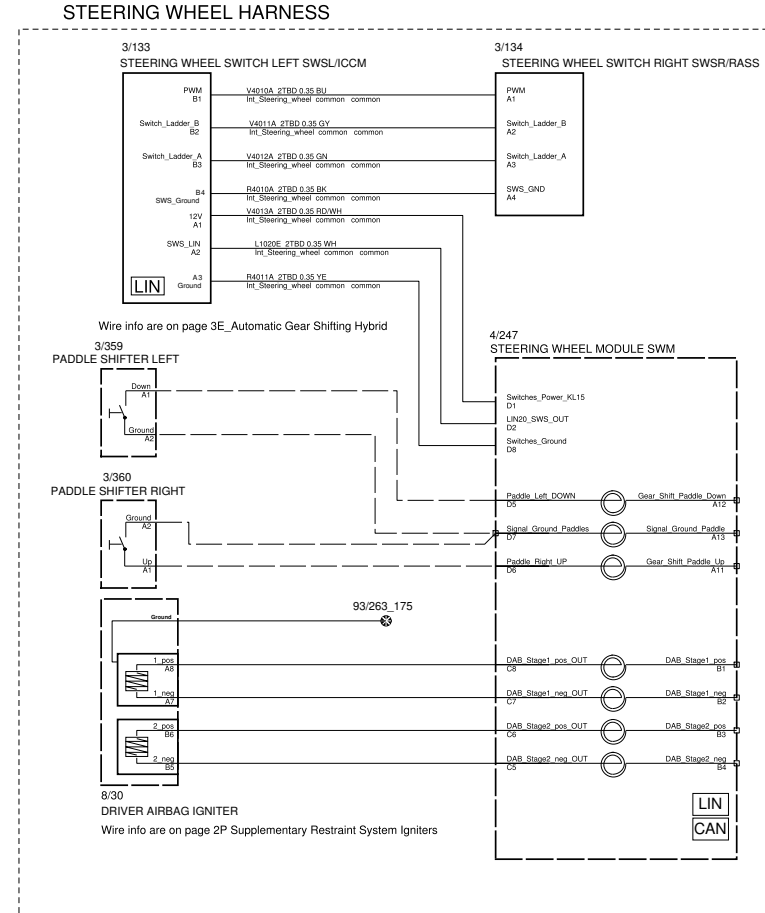 STEERING WHEEL HARNESS
3/133
STEERING WHEEL SWITCH LEFT SWSL/ICCM
3/134
STEERING WHEEL SWITCH RIGHT SWSR/RASS
PWM
B1
V4010A 2TBD 0.35 BU
Int_Steering_wheel common common
PWM
A1
Switch_Ladder_B
B2
V4011A 2TBD 0.35 GY
Int_Steering_wheel common common
Switch_Ladder_B
A2
Switch_Ladder_A
B3
V4012A 2TBD 0.35 GN
Int_Steering_wheel common common
Switch_Ladder_A
A3
B4
SWS_Ground
R4010A 2TBD 0.35 BK
Int_Steering_wheel common common
SWS_GND
A4
12V
A1
V4013A 2TBD 0.35 RD/WH
Int_Steering_wheel common common
SWS_LIN
A2
L1020E 2TBD 0.35 WH
Int_Steering_wheel common common
A3
Ground
R4011A 2TBD 0.35 YE
Int_Steering_wheel common common
LIN
Wire info are on page 3E_Automatic Gear Shifting Hybrid
3/359
PADDLE SHIFTER LEFT
Down
A1
Ground
A2
4/247
STEERING WHEEL MODULE SWM
Switches_Power_KL15
D1
LIN20_SWS_OUT
D2
Switches_Ground
D8
3/360
PADDLE SHIFTER RIGHT
Ground
A2
Up
A1
Paddle_Left_DOWN
D5
Gear_Shift_Paddle_Down
A12
Signal_Ground_Paddles
D7
Signal_Ground_Paddle
A13
Paddle_Right_UP
D6
Gear_Shift_Paddle_Up
A11
93/263_175
Ground
1_pos
A8
1_neg
A7
2_pos
B6
2_neg
B5
DAB_Stage1_pos_OUT
C8
DAB_Stage1_pos
B1
DAB_Stage1_neg_OUT
C7
DAB_Stage1_neg
B2
DAB_Stage2_pos_OUT
C6
DAB_Stage2_pos
B3
DAB_Stage2_neg_OUT
C5
DAB_Stage2_neg
B4
8/30
DRIVER AIRBAG IGNITER
Wire info are on page 2P Supplementary Restraint System Igniters
LIN
CAN